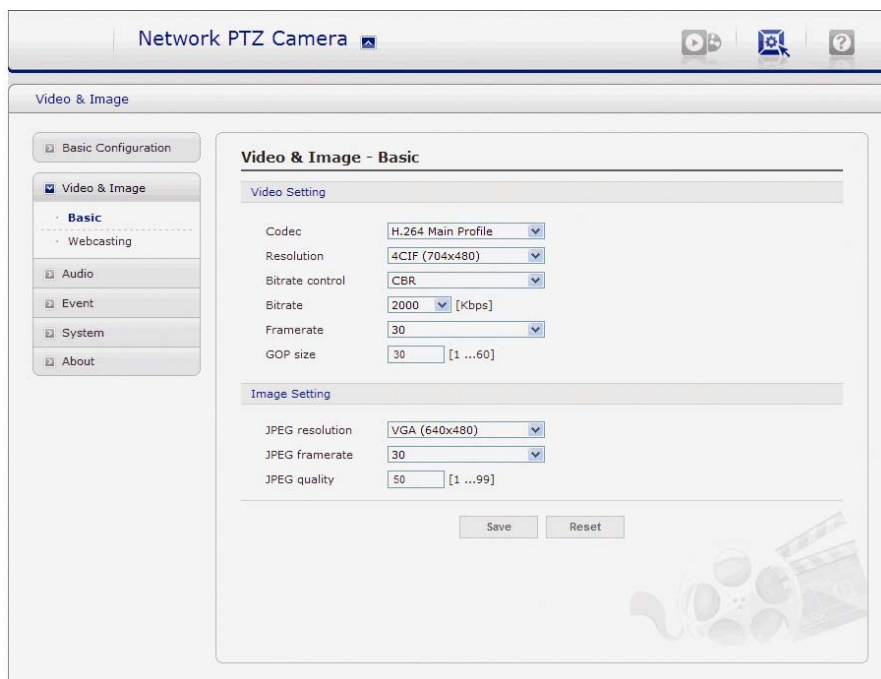 Network PTZ Camera
Video & Image
Basic Configuration
Video & Image
Basic
Webcasting
Audio
Event
System
About
Video & Image - Basic
Video Setting
Codec H.264 Main Profile
Resolution 4CIF (704x480)
Bitrate control CBR
Bitrate 2000 [Kbps]
Framerate 30
GOP size 30 [1 ...60]
Image Setting
JPEG resolution VGA (640x480)
JPEG framerate 30
JPEG quality 50 [1 ...99]
Save Reset